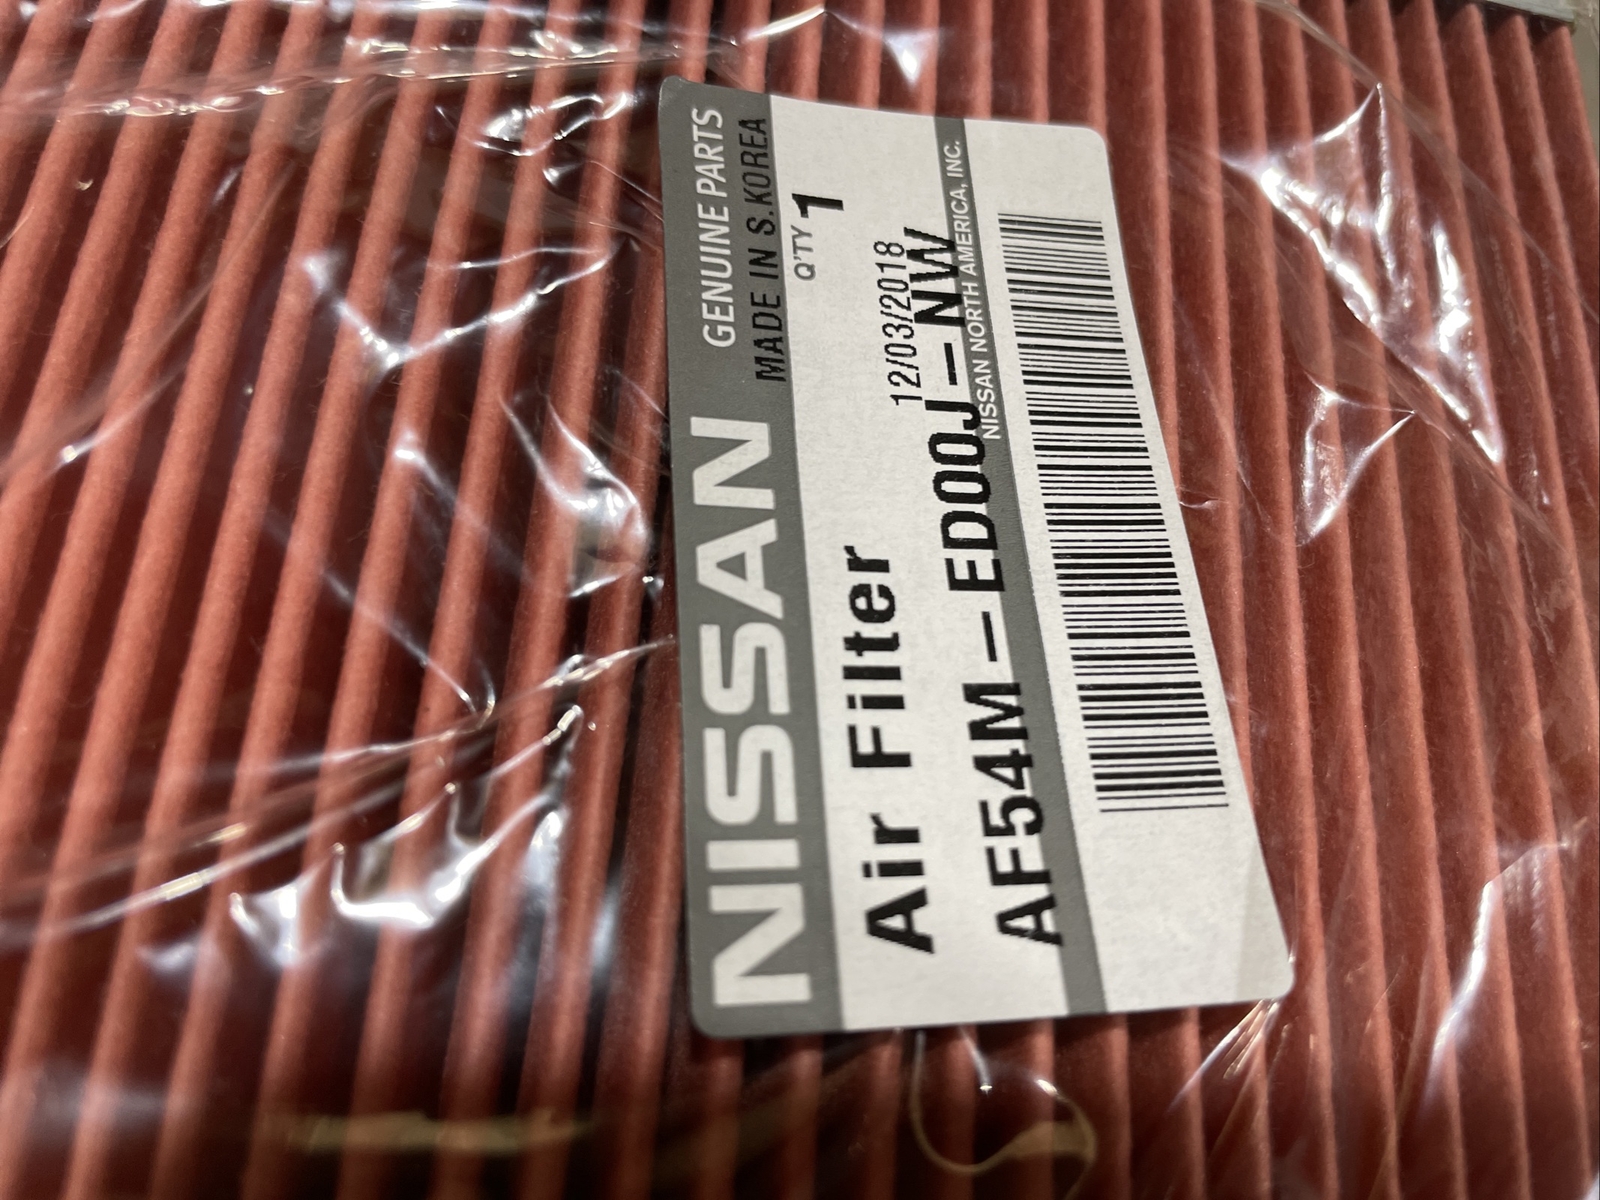 NISSAN GENUINE PARTS
MADE IN S.KOREA
Q'TY 1
Air Filter
12/03/2018
AF54M-ED00J-NW
NISSAN NORTH AMERICA, INC.